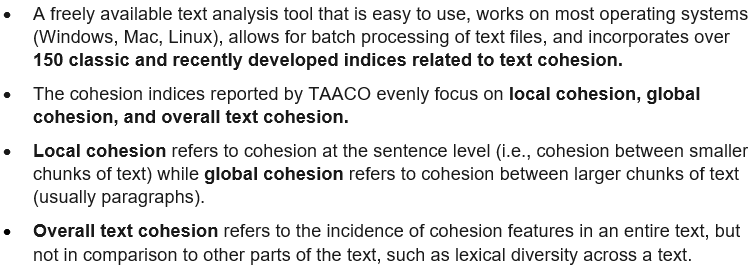 • A freely available text analysis tool that is easy to use, works on most operating systems
(Windows, Mac, Linux), allows for batch processing of text files, and incorporates over
150 classic and recently developed indices related to text cohesion.
• The cohesion indices reported by TAACO evenly focus on local cohesion, global
cohesion, and overall text cohesion.
• Local cohesion refers to cohesion at the sentence level (i.e., cohesion between smaller
chunks of text) while global cohesion refers to cohesion between larger chunks of text
(usually paragraphs).
• Overall text cohesion refers to the incidence of cohesion features in an entire text, but
not in comparison to other parts of the text, such as lexical diversity across a text.